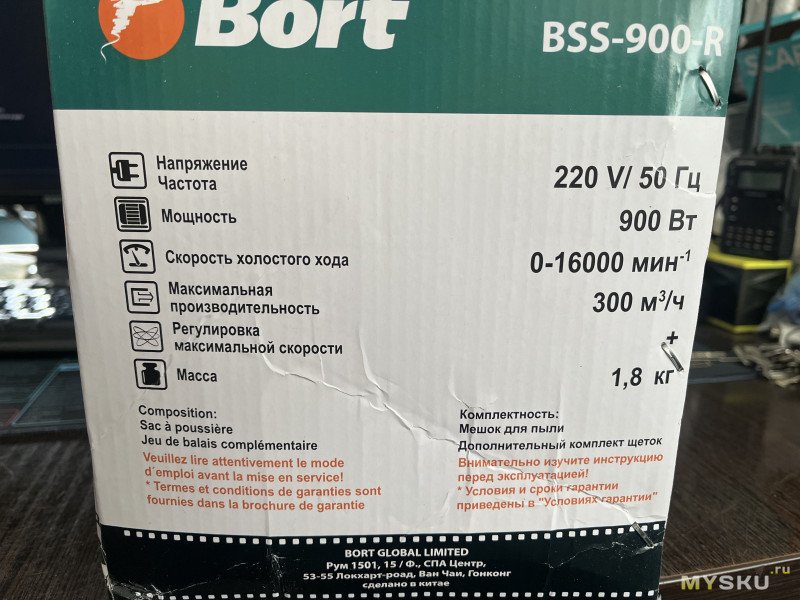 Bort
BSS-900-R
Напряжение
Частота
220 V/ 50 Гц
Мощность
900 Вт
Скорость холостого хода
0-16000 мин⁻¹
Максимальная
производительность
300 м³/ч
Регулировка
максимальной скорости
+
Масса
1,8 кг
Composition:
Sac à poussière
Jeu de balais complémentaire
Veuillez lire attentivement le mode
d´emploi avant la mise en service!
* Termes et conditions de garanties sont
fournies dans la brochure de garantie
Комплектность:
Мешок для пыли
Дополнительный комплект щеток
Внимательно изучите инструкцию
перед эксплуатацией!
* Условия и сроки гарантии
приведены в "Условиях гарантии"
BORT GLOBAL LIMITED
Рум 1501, 15 / Ф., СПА Центр,
53-55 Локхарт-роад, Ван Чаи, Гонконг
сделано в китае
SCAR
MYSKU.ru